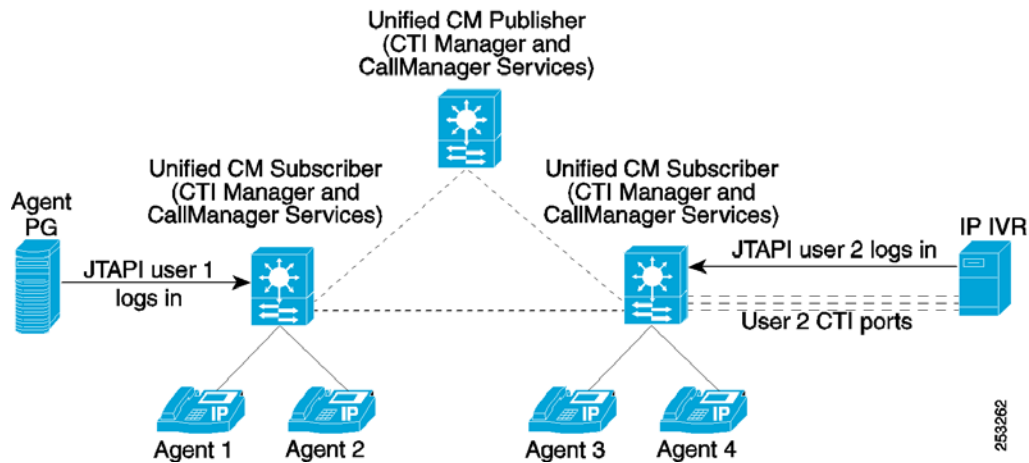 Unified CM Publisher
(CTI Manager and
CallManager Services)
Unified CM Subscriber
(CTI Manager and
CallManager Services)
Unified CM Subscriber
(CTI Manager and
CallManager Services)
Agent
PG
IP IVR
JTAPI user 1
logs in
JTAPI user 2 logs in
User 2 CTI ports
IP
IP
IP
IP
Agent 1
Agent 2
Agent 3
Agent 4
253262